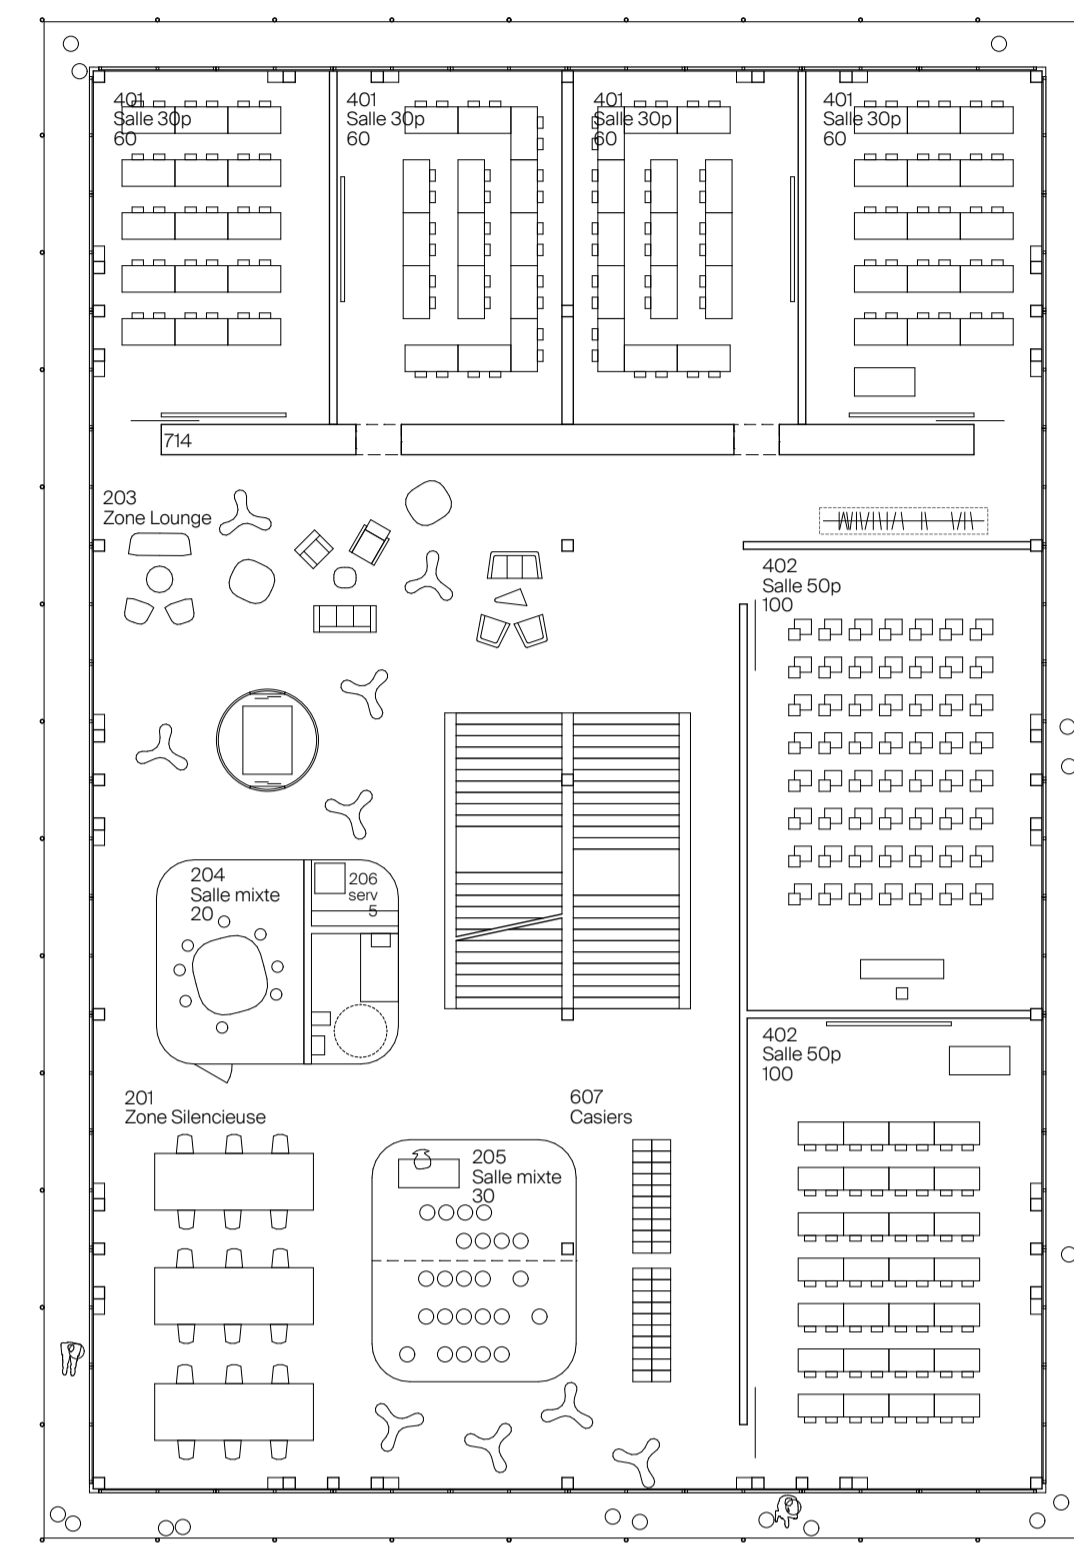 401
Salle 30p
60
401
Salle 30p
60
401
Salle 30p
60
401
Salle 30p
60
714
203
Zone Lounge
402
Salle 50p
100
204
Salle mixte
20
206
serv
5
402
Salle 50p
100
201
Zone Silencieuse
607
Casiers
205
Salle mixte
30